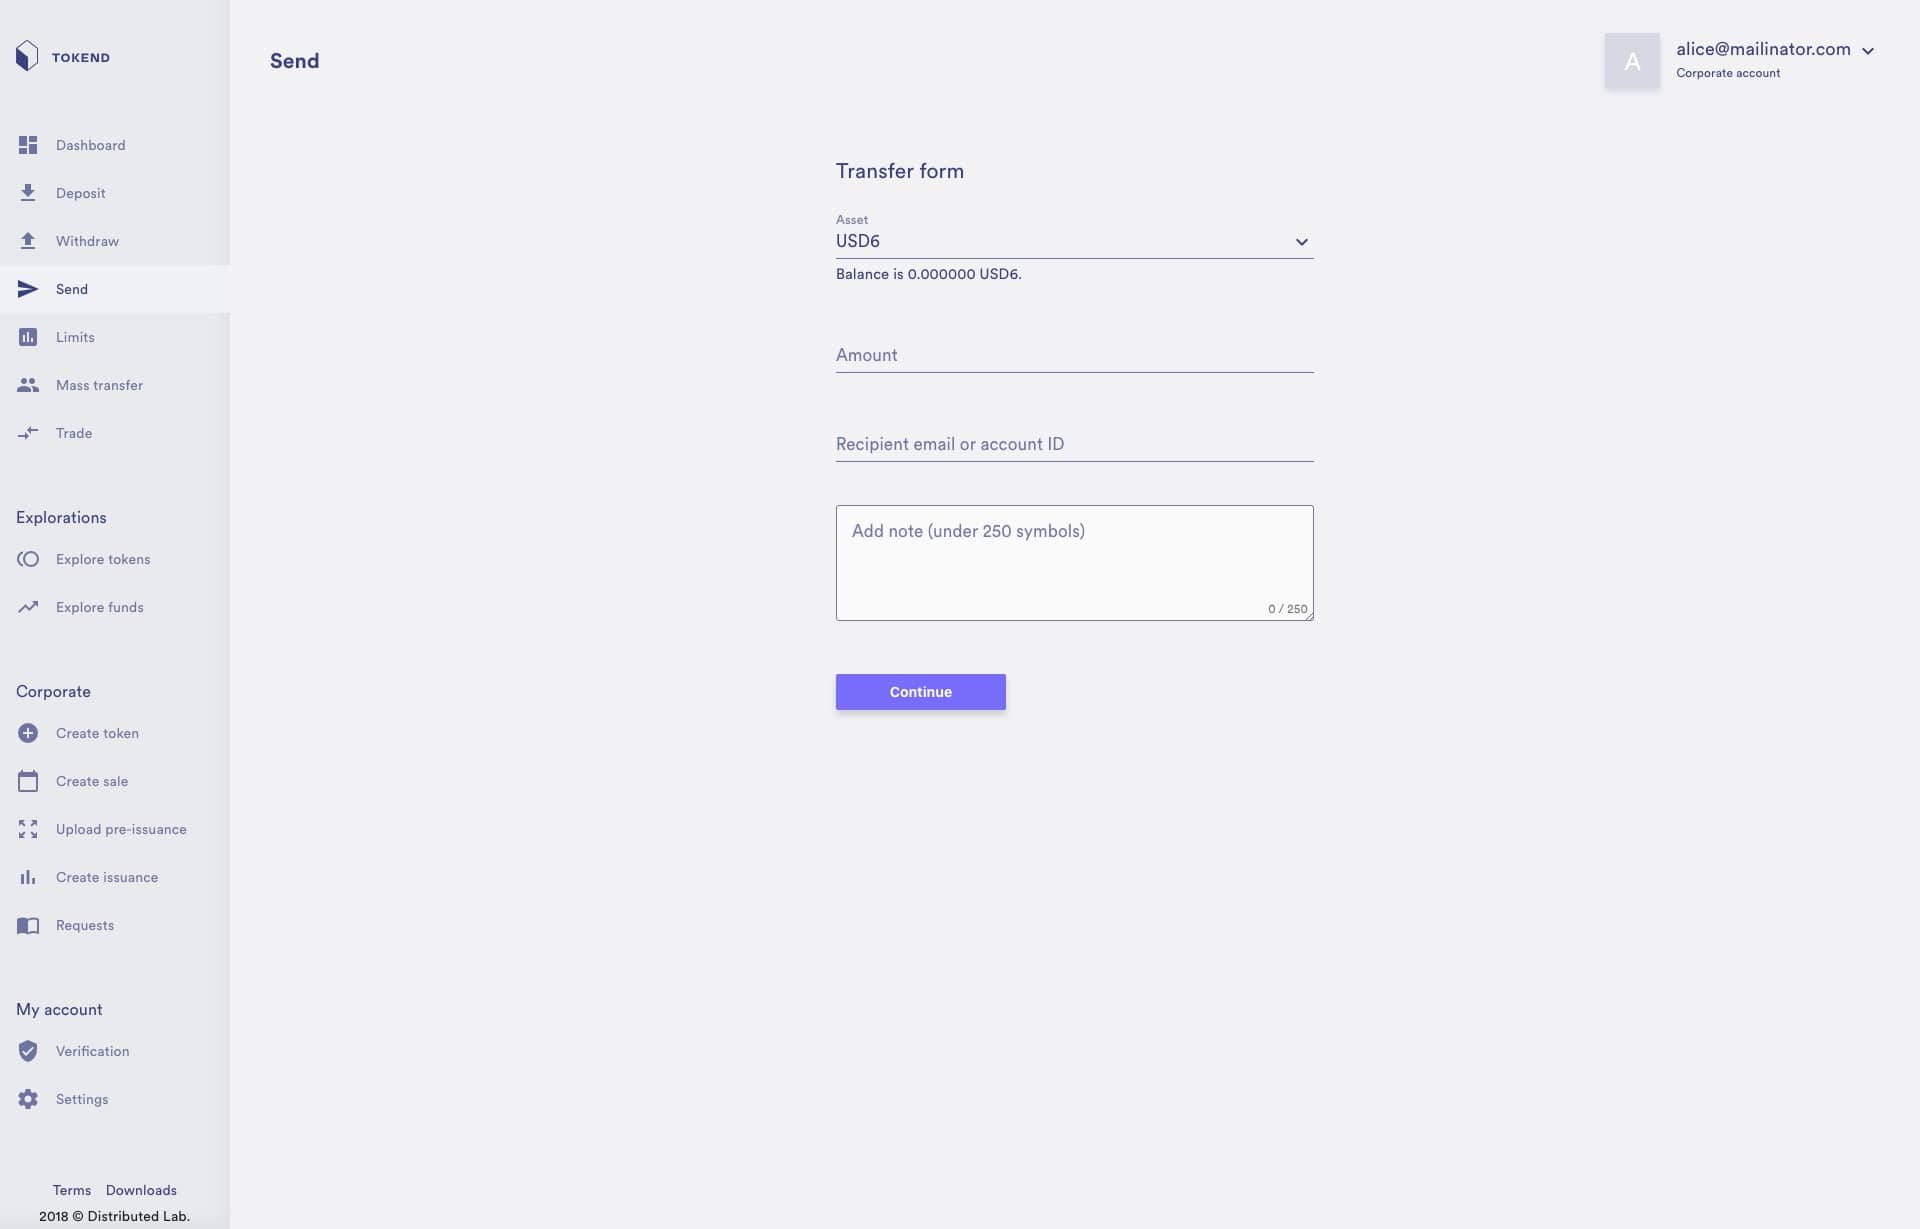 TOKEND
Dashboard
Deposit
Withdraw
Send
Limits
Mass transfer
Trade
Explorations
Explore tokens
Explore funds
Corporate
Create token
Create sale
Upload pre-issuance
Create issuance
Requests
My account
Verification
Settings
Terms Downloads
2018 © Distributed Lab.
Send
A
alice@mailinator.com
Corporate account
Transfer form
Asset
USD6
Balance is 0.000000 USD6.
Amount
Recipient email or account ID
Add note (under 250 symbols)
0 / 250
Continue